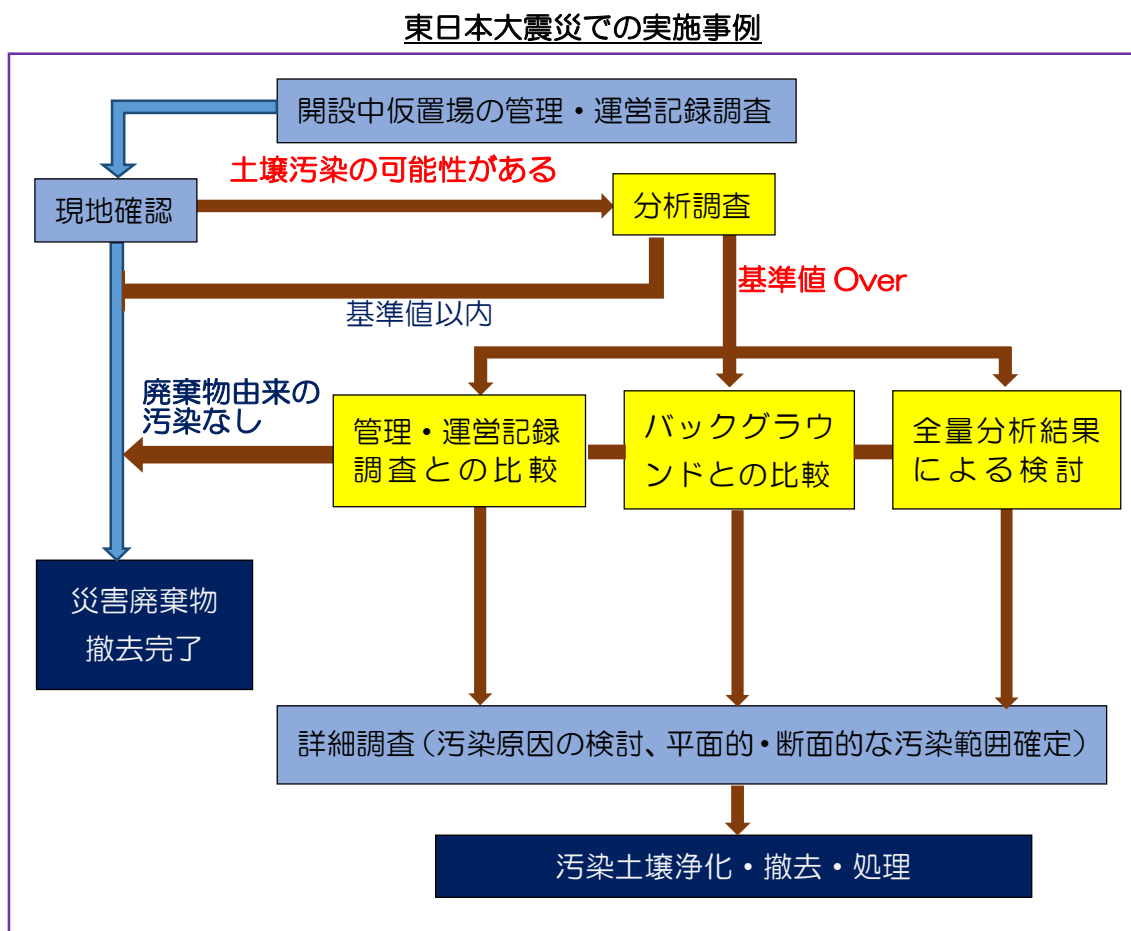 東日本大震災での実施事例
開設中仮置場の管理・運営記録調査
土壌汚染の可能性がある
現地確認
分析調査
基準値 Over
基準値以内
廃棄物由来の
汚染なし
管理・運営記録
調査との比較
バックグラウ
ンドとの比較
全量分析結果
による検討
災害廃棄物
撤去完了
詳細調査（汚染原因の検討、平面的・断面的な汚染範囲確定）
汚染土壌浄化・撤去・処理